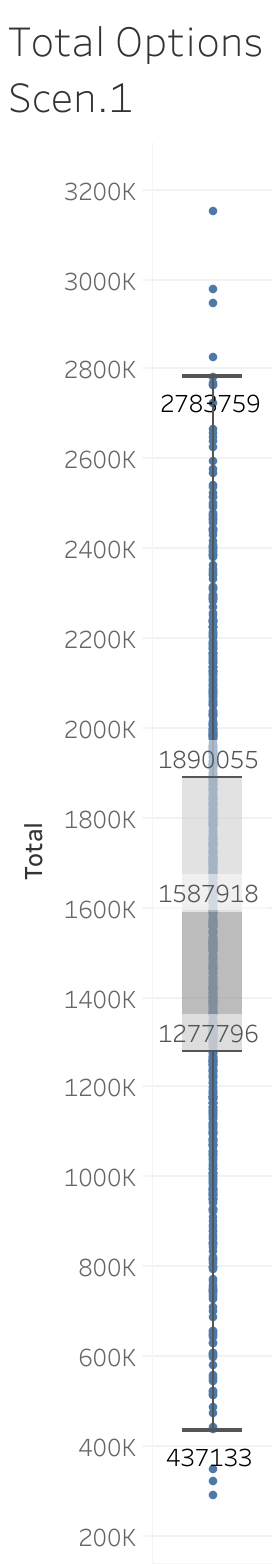 Total Options
Scen.1
3200K
3000K
2800K
2783759
2600K
2400K
2200K
2000K
1890055
1800K
Total
1587918
1600K
1400K
1277796
1200K
1000K
800K
600K
400K
437133
200K